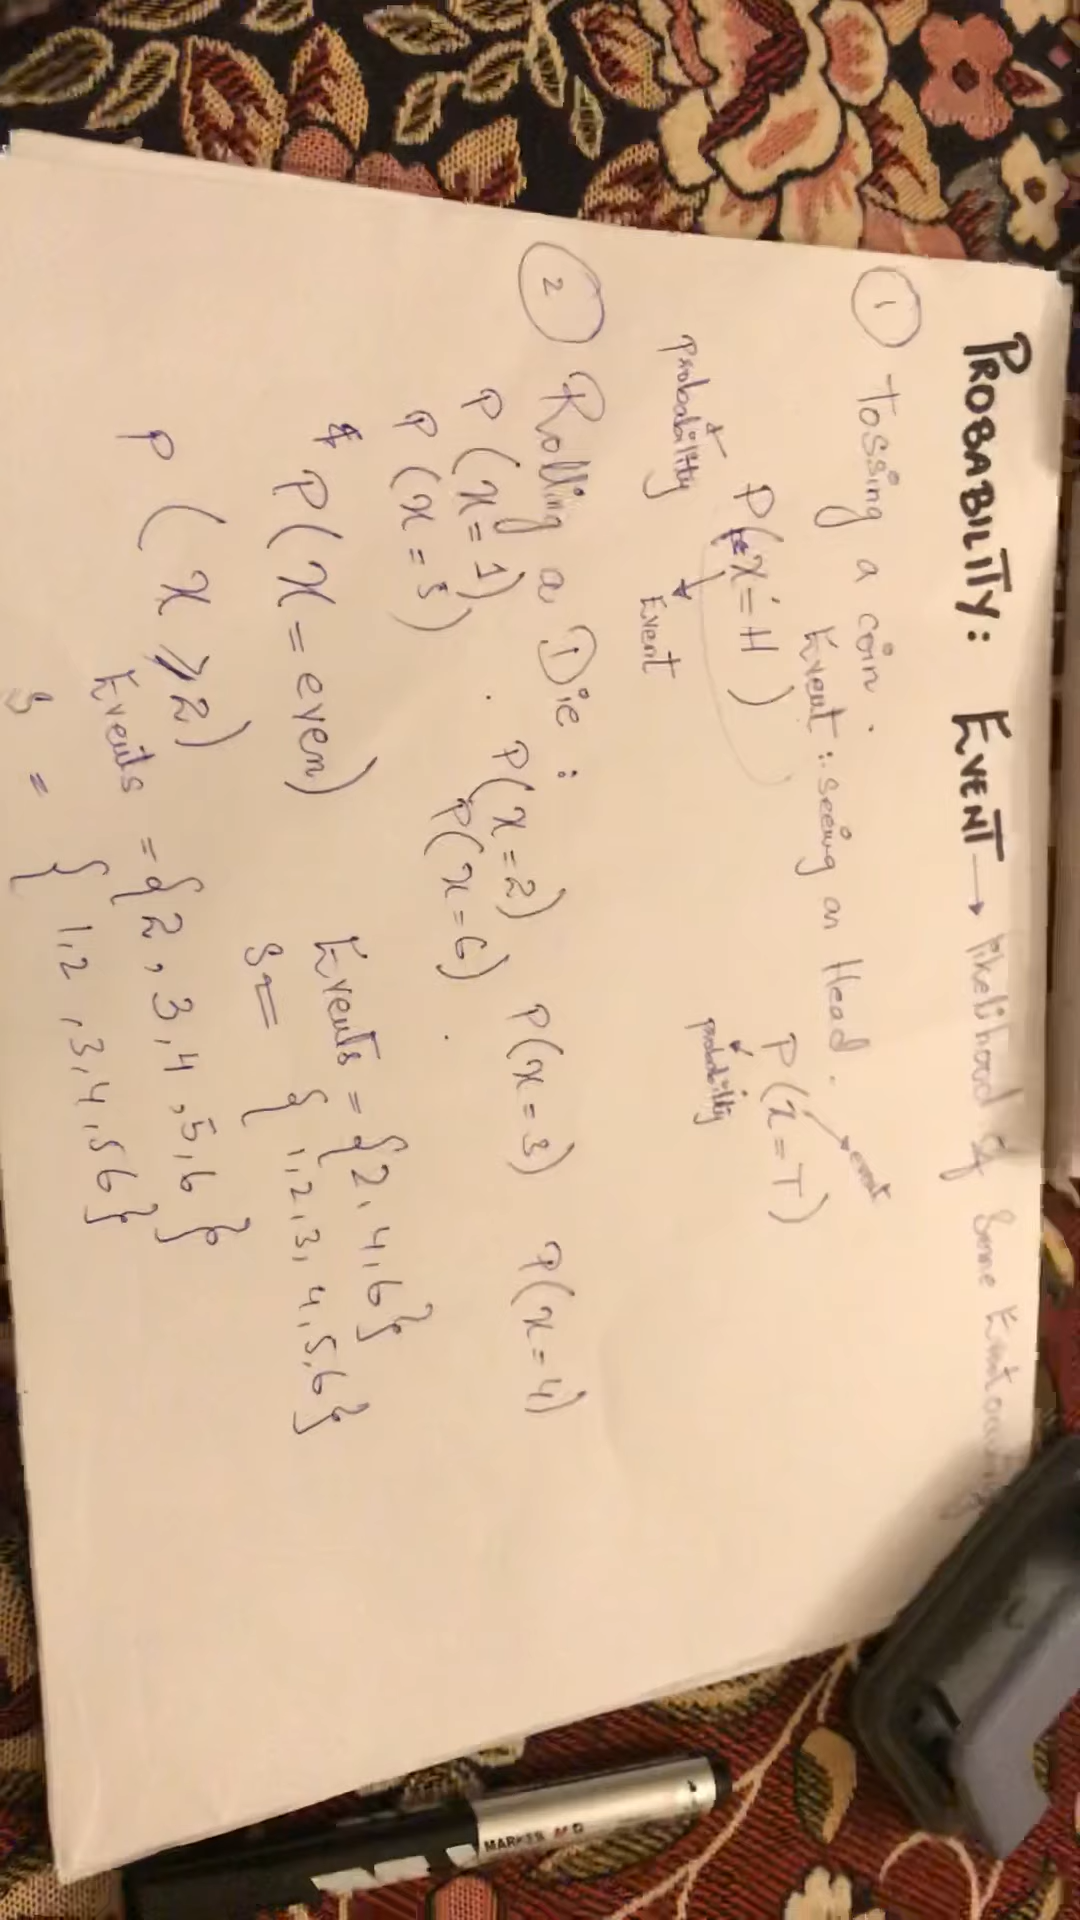 PROBABILITY: EVENT → likelihood of Some Event occuring
① Tossing a coin.
Event: seeing an Head.
P(x=H)
probability
Event
P(x=T)
event
probability
② Rolling a Die:
P(x=1) P(x=2) P(x=3) P(x=4)
P(x=5) P(x=6)
P(x=even) Events = {2,4,6}
S = {1,2,3,4,5,6}
P(x ≥ 2)
Events = {2,3,4,5,6}
S = {1,2,3,4,5 6}
MARKER